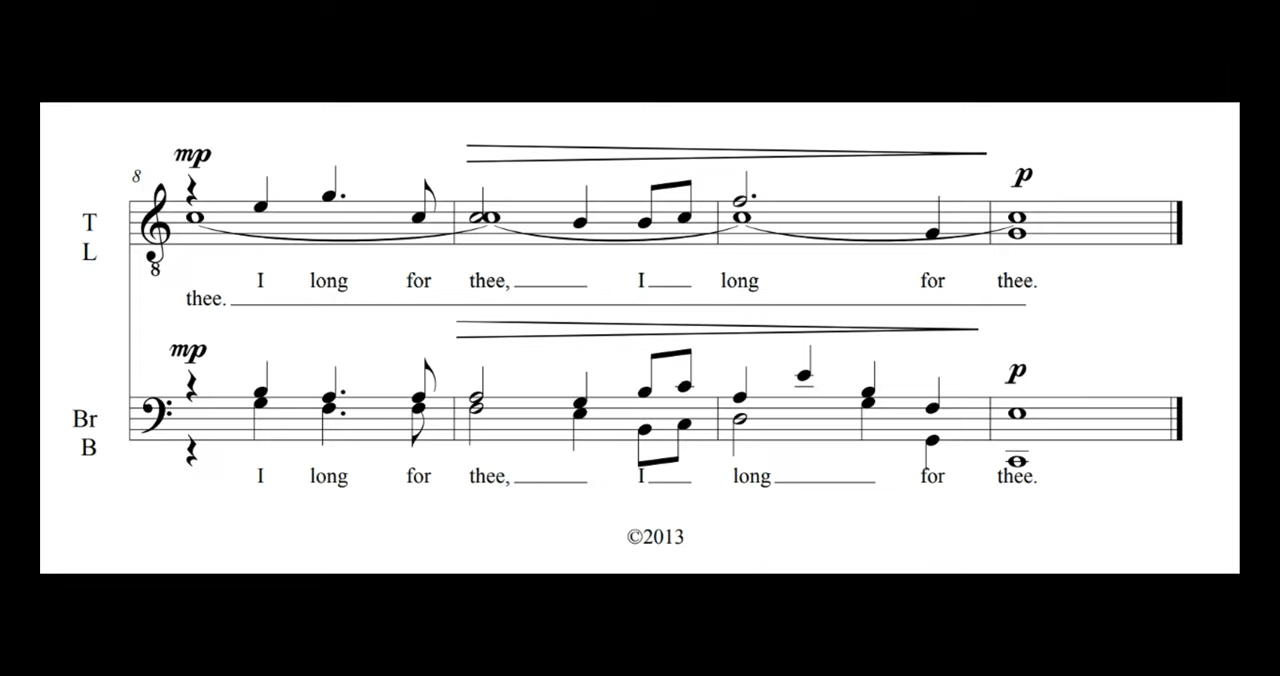 mp
8
T
L
8
p
I long for thee, I long for thee.
thee.
mp
p
Br
B
I long for thee, I long for thee.
©2013